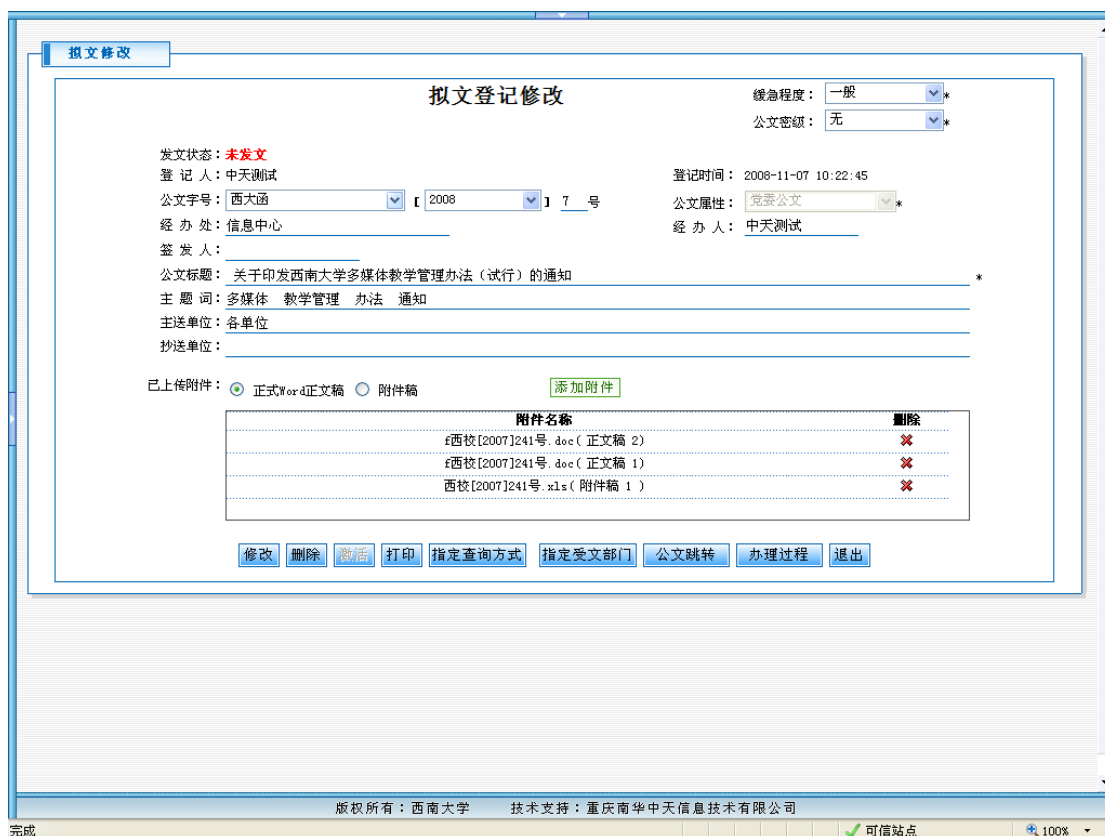 拟文修改
拟文登记修改
缓急程度： 一般 *
公文密级： 无 *
发文状态：未发文
登 记 人：中天测试 登记时间： 2008-11-07 10:22:45
公文字号： 西大函 [ 2008 ] 7 号 公文属性： 党委公文 *
经 办 处：信息中心 经 办 人： 中天测试
签 发 人：
公文标题： 关于印发西南大学多媒体教学管理办法（试行）的通知 *
主 题 词：多媒体 教学管理 办法 通知
主送单位：各单位
抄送单位：
已上传附件： 正式Word正文稿 附件稿 添加附件
附件名称 删除
f西校[2007]241号.doc( 正文稿 2)
f西校[2007]241号.doc( 正文稿 1)
西校[2007]241号.xls( 附件稿 1 )
修改 删除 激活 打印 指定查询方式 指定受文部门 公文跳转 办理过程 退出
版权所有：西南大学 技术支持：重庆南华中天信息技术有限公司
完成 可信站点 100%